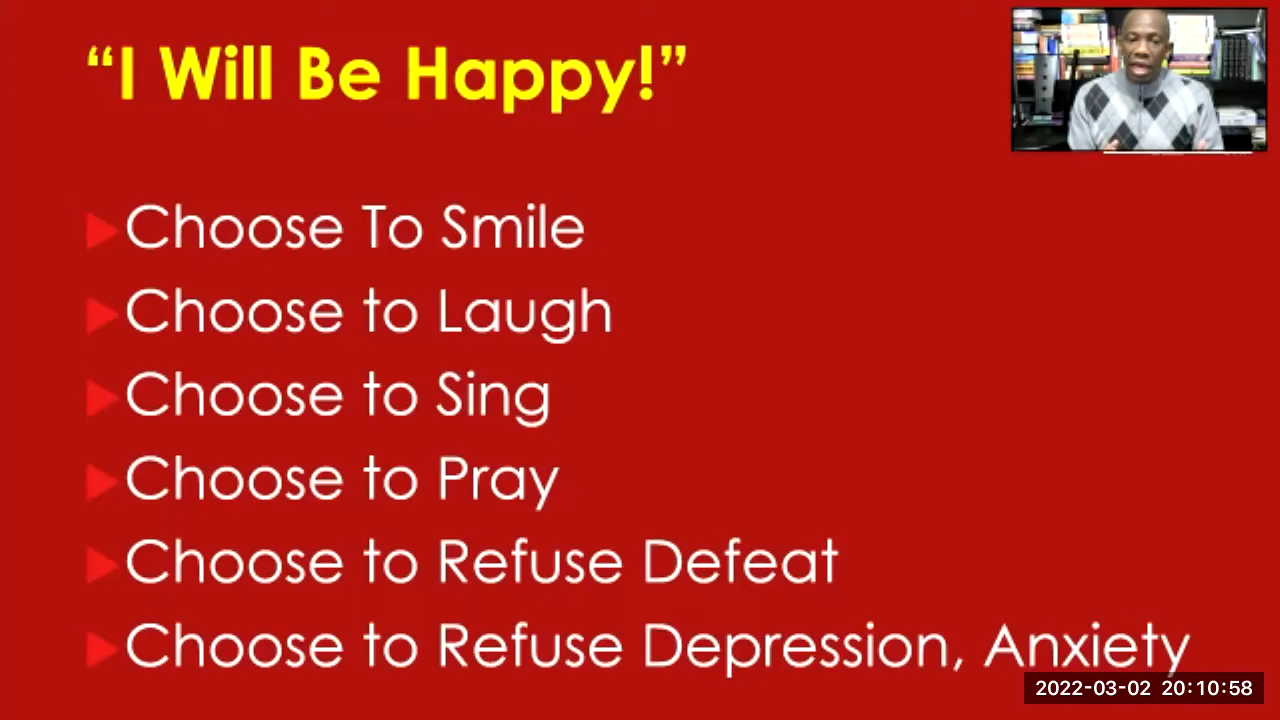 “I Will Be Happy!”
Choose To Smile
Choose to Laugh
Choose to Sing
Choose to Pray
Choose to Refuse Defeat
Choose to Refuse Depression, Anxiety
2022-03-02 20:10:58